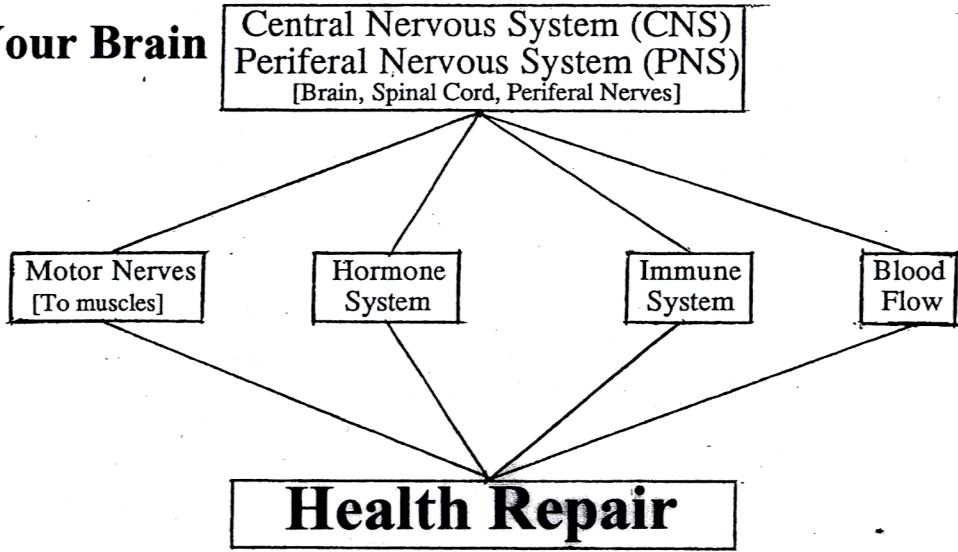 our Brain
Central Nervous System (CNS)
Periferal Nervous System (PNS)
[Brain, Spinal Cord, Periferal Nerves]
Motor Nerves
[To muscles]
Hormone
System
Immune
System
Blood
Flow
Health Repair